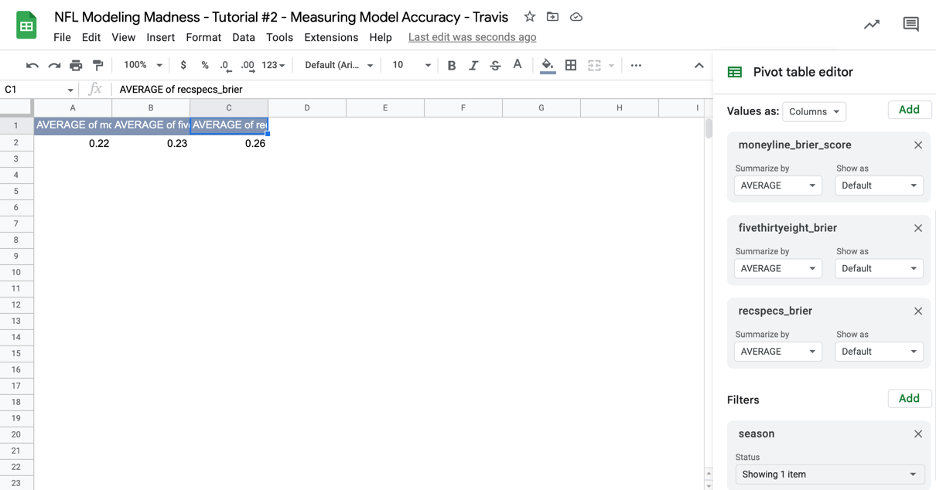 NFL Modeling Madness - Tutorial #2 - Measuring Model Accuracy - Travis
File Edit View Insert Format Data Tools Extensions Help Last edit was seconds ago
100% $ % .0 .00 123 Default (Ari... 10 B I S A
C1 fx AVERAGE of recspecs_brier
A B C D E F G H I
1 AVERAGE of mo AVERAGE of five AVERAGE of rec
2 0.22 0.23 0.26
3
4
5
6
7
8
9
10
11
12
13
14
15
16
17
18
19
20
21
22
23
Pivot table editor
Values as: Columns Add
moneyline_brier_score
Summarize by Show as
AVERAGE Default
fivethirtyeight_brier
Summarize by Show as
AVERAGE Default
recspecs_brier
Summarize by Show as
AVERAGE Default
Filters Add
season
Status
Showing 1 item